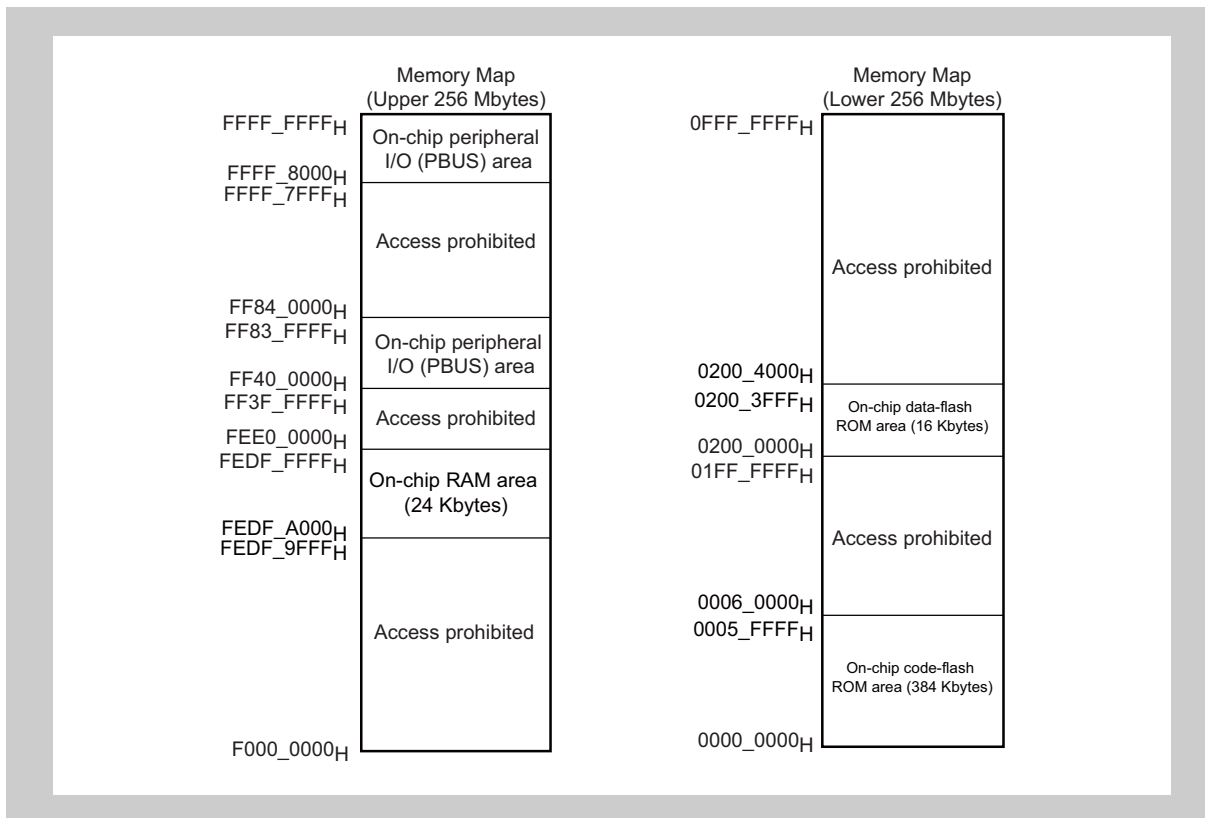 Memory Map
(Upper 256 Mbytes)
FFFF_FFFFH
On-chip peripheral
I/O (PBUS) area
FFFF_8000H
FFFF_7FFFH
Access prohibited
FF84_0000H
FF83_FFFFH
On-chip peripheral
I/O (PBUS) area
FF40_0000H
FF3F_FFFFH
Access prohibited
FEE0_0000H
FEDF_FFFFH
On-chip RAM area
(24 Kbytes)
FEDF_A000H
FEDF_9FFFH
Access prohibited
F000_0000H
Memory Map
(Lower 256 Mbytes)
0FFF_FFFFH
Access prohibited
0200_4000H
0200_3FFFH
On-chip data-flash
ROM area (16 Kbytes)
0200_0000H
01FF_FFFFH
Access prohibited
0006_0000H
0005_FFFFH
On-chip code-flash
ROM area (384 Kbytes)
0000_0000H